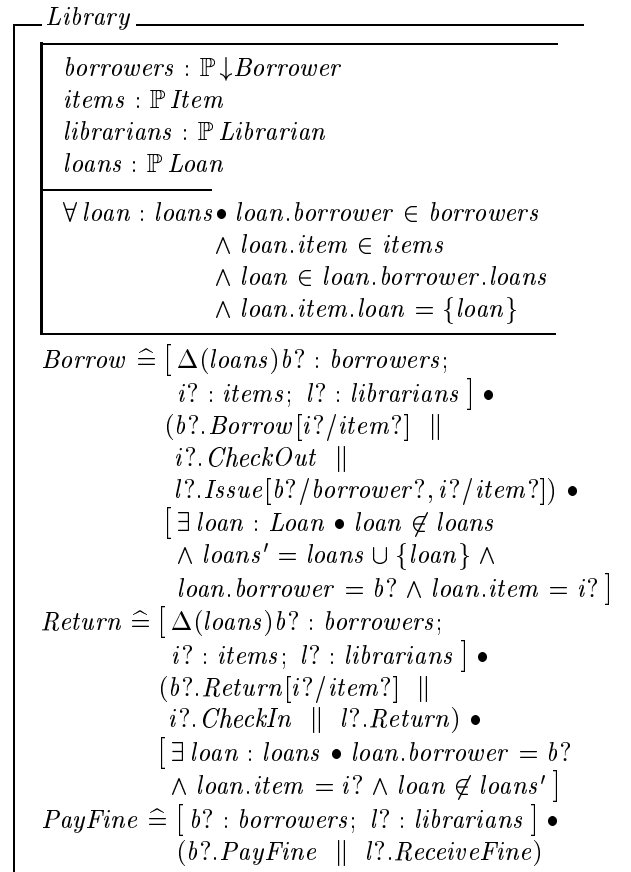 Library
borrowers : ℙ ↓Borrower
items : ℙ Item
librarians : ℙ Librarian
loans : ℙ Loan
∀ loan : loans • loan.borrower ∈ borrowers
∧ loan.item ∈ items
∧ loan ∈ loan.borrower.loans
∧ loan.item.loan = {loan}
Borrow ≙ [ Δ(loans)b? : borrowers;
i? : items; l? : librarians ] •
(b?.Borrow[i?/item?] ∥
i?.CheckOut ∥
l?.Issue[b?/borrower?, i?/item?]) •
[ ∃ loan : Loan • loan ∉ loans
∧ loans′ = loans ∪ {loan} ∧
loan.borrower = b? ∧ loan.item = i? ]
Return ≙ [ Δ(loans)b? : borrowers;
i? : items; l? : librarians ] •
(b?.Return[i?/item?] ∥
i?.CheckIn ∥ l?.Return) •
[ ∃ loan : loans • loan.borrower = b?
∧ loan.item = i? ∧ loan ∉ loans′ ]
PayFine ≙ [ b? : borrowers; l? : librarians ] •
(b?.PayFine ∥ l?.ReceiveFine)